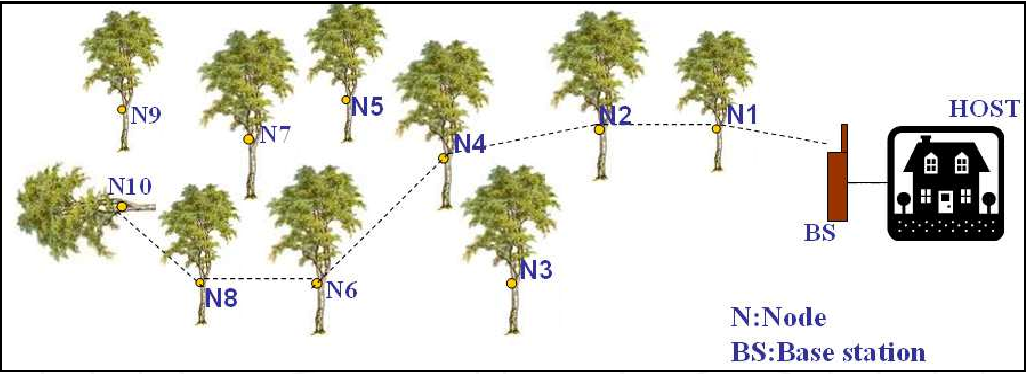 N9
N7
N5
N4
N2
N1
HOST
N10
N8
N6
N3
BS
N:Node
BS:Base station